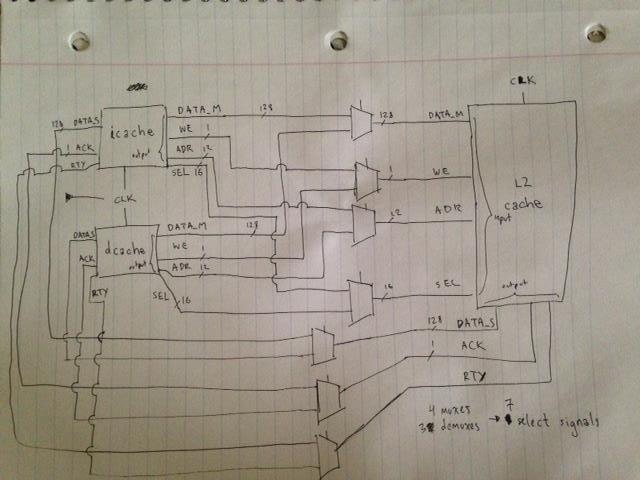 CLK
DATA_M 128
128 DATA_S
icache
WE 1
128 DATA_M
1 ACK
output
ADR 12
RTY
SEL 16
1 WE
L2
cache
CLK
12 ADR
input
DATA_M 128
DATA_S
dcache
WE 1
ACK
output
ADR 12
RTY
SEL 16
16 SEL
output
128 DATA_S
1 ACK
RTY
4 muxes
3 demuxes → 7 select signals